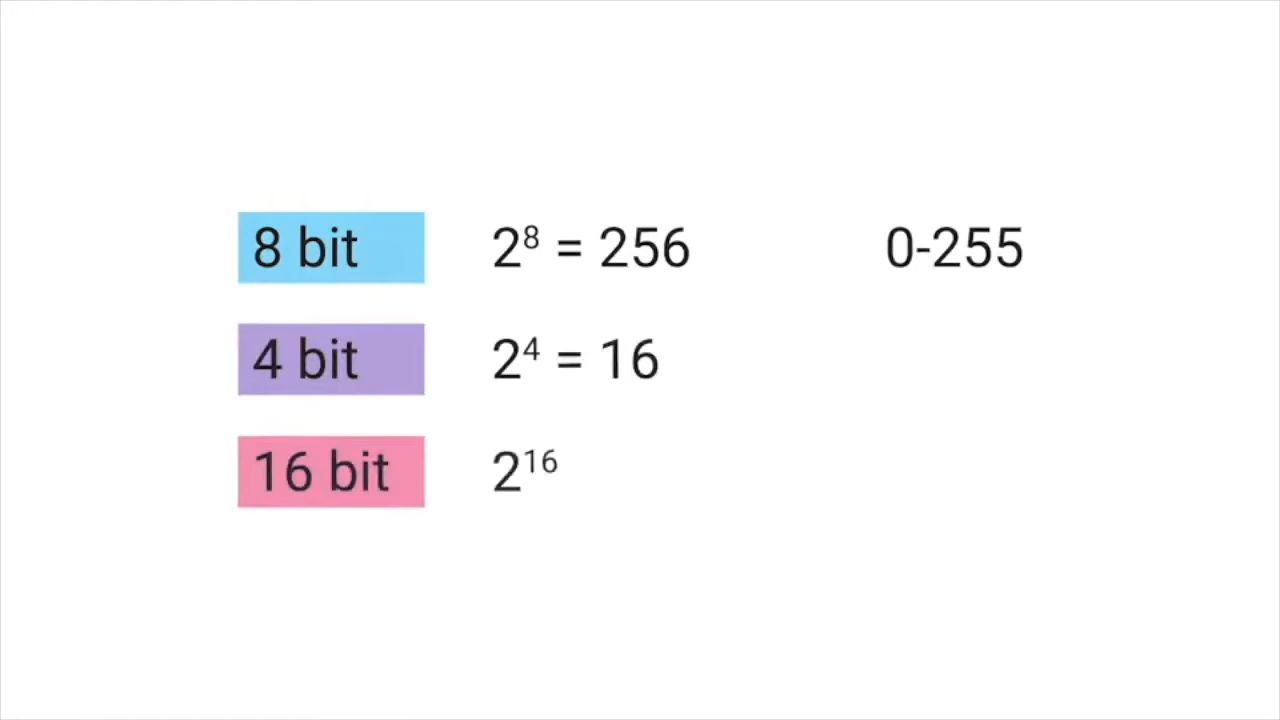 8 bit 2⁸ = 256 0-255
4 bit 2⁴ = 16
16 bit 2¹⁶